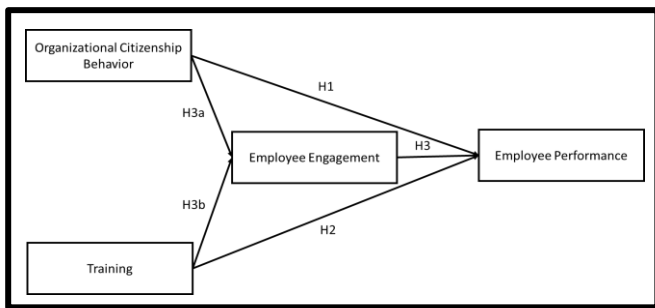 Organizational Citizenship
Behavior
H1
H3a
H3
Employee Engagement
Employee Performance
H3b
H2
Training